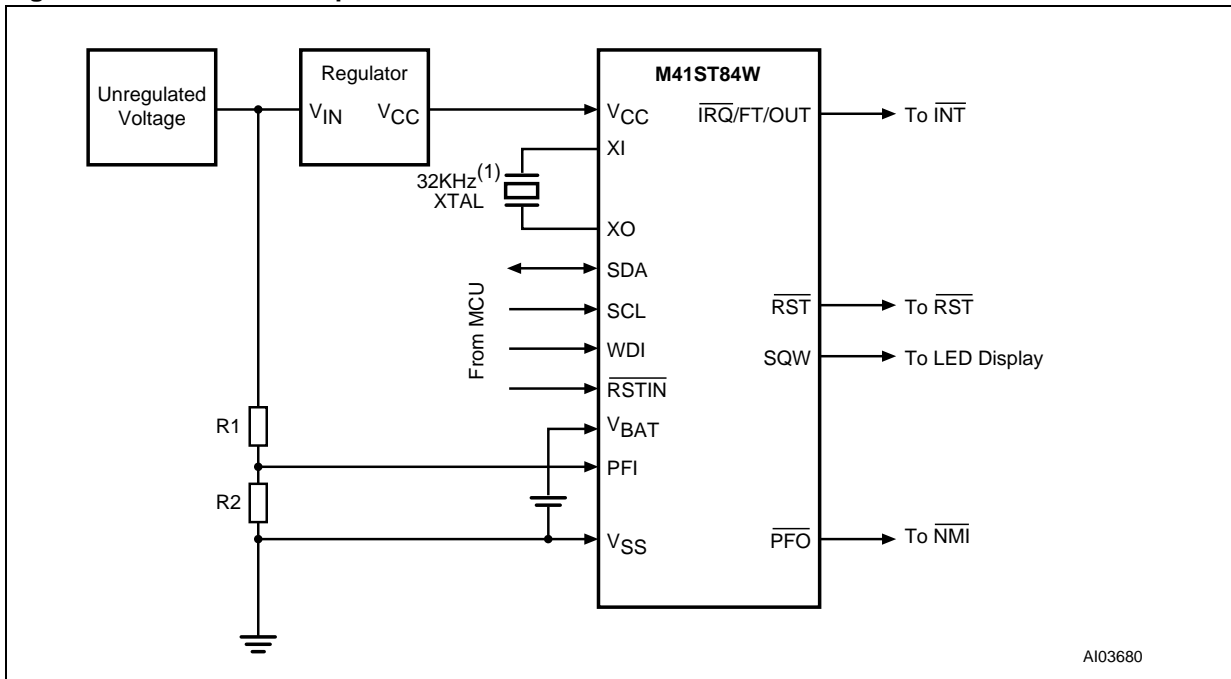 Unregulated
Voltage
Regulator
VIN VCC
M41ST84W
VCC
IRQ/FT/OUT
To INT
XI
32KHz(1)
XTAL
XO
From MCU
SDA
SCL
WDI
RSTIN
RST
To RST
SQW
To LED Display
R1
VBAT
PFI
R2
VSS
PFO
To NMI
AI03680